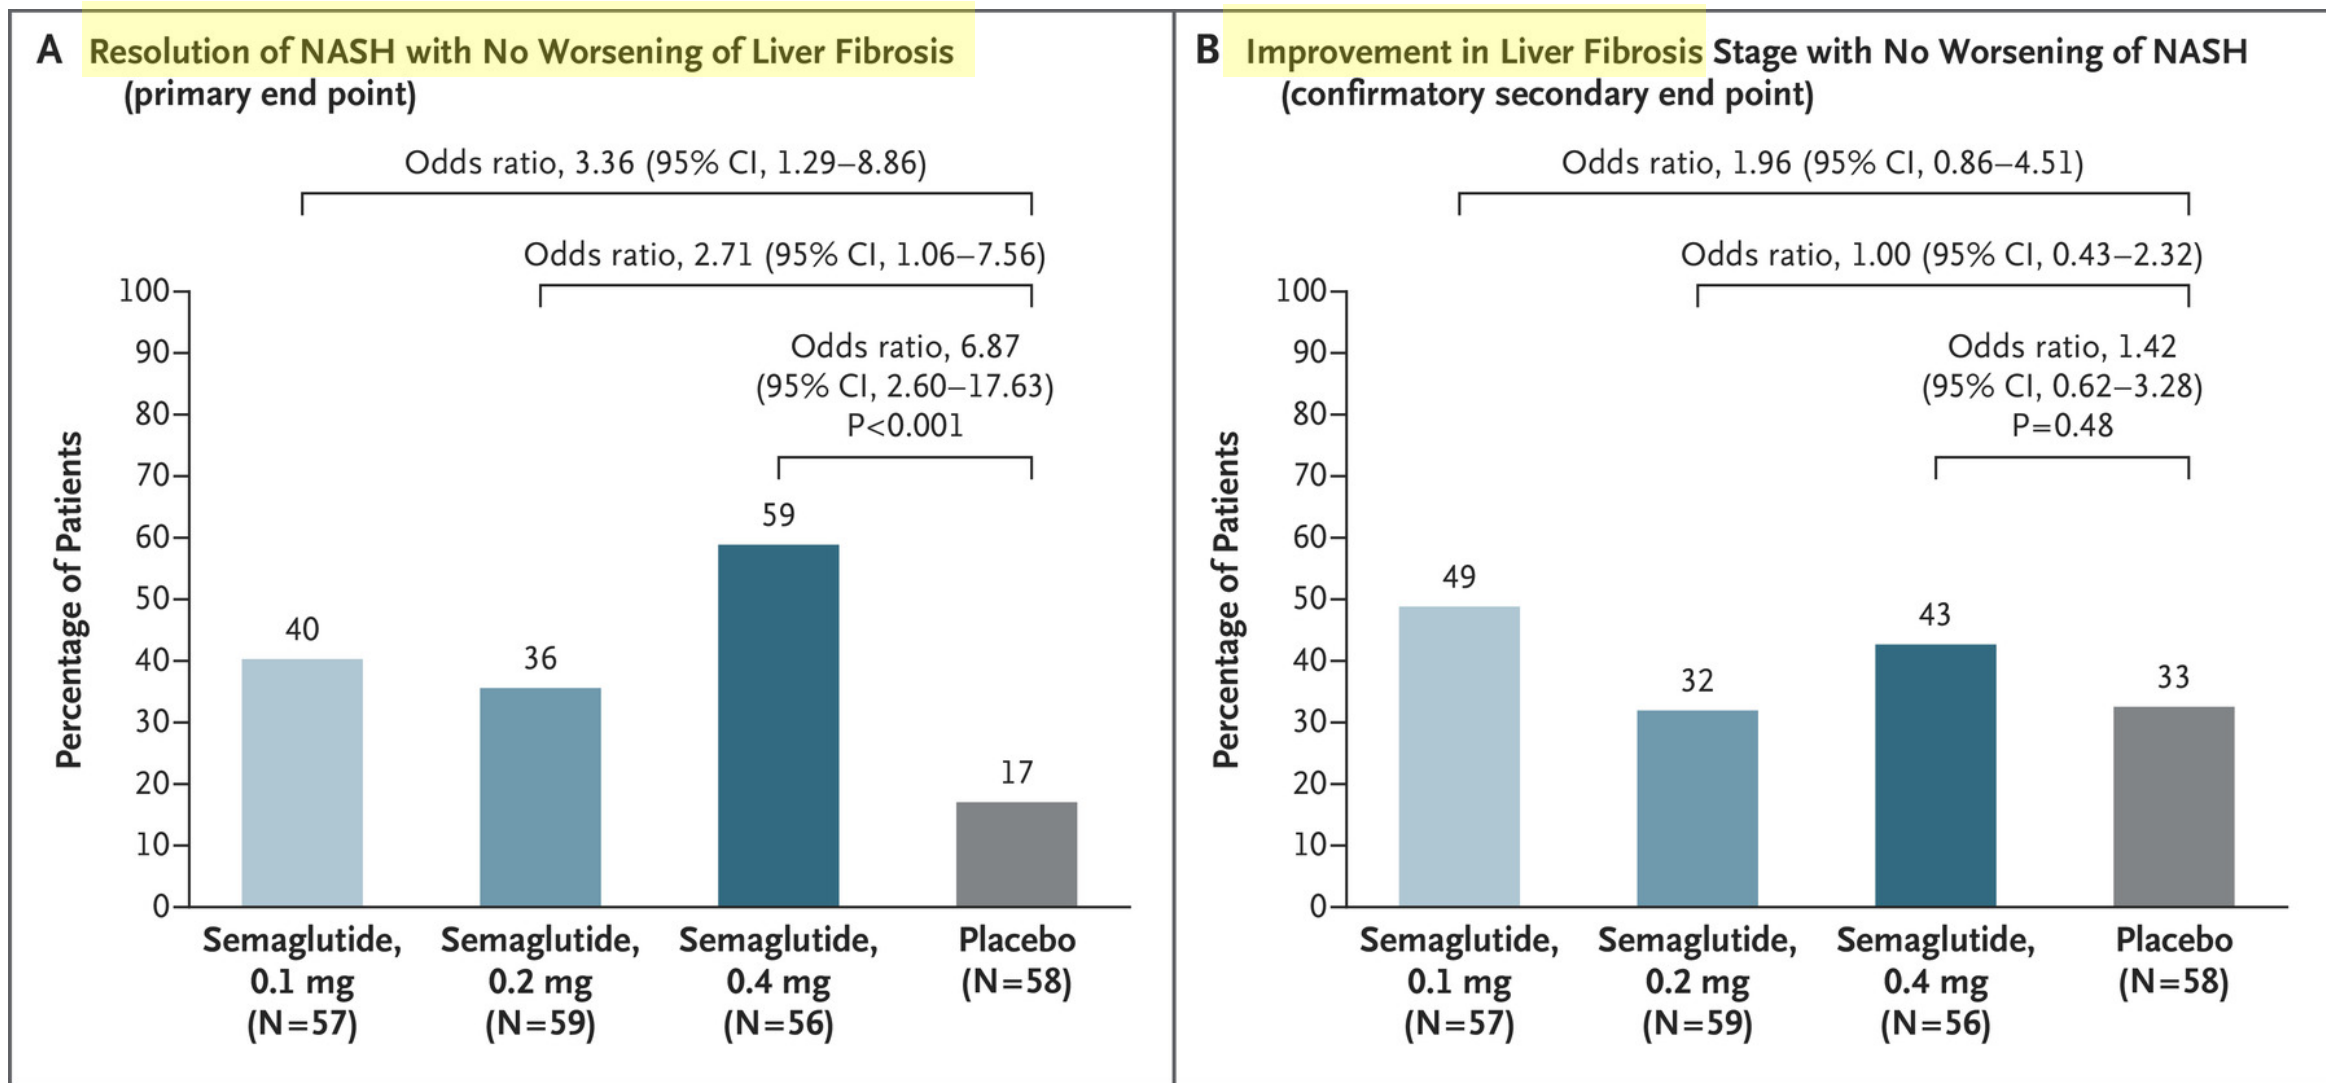 A Resolution of NASH with No Worsening of Liver Fibrosis
(primary end point)
Odds ratio, 3.36 (95% CI, 1.29–8.86)
Odds ratio, 2.71 (95% CI, 1.06–7.56)
Odds ratio, 6.87
(95% CI, 2.60–17.63)
P<0.001
Percentage of Patients
100
90
80
70
60
50
40
30
20
10
0
40
36
59
17
Semaglutide, 0.1 mg (N=57)
Semaglutide, 0.2 mg (N=59)
Semaglutide, 0.4 mg (N=56)
Placebo (N=58)
B Improvement in Liver Fibrosis Stage with No Worsening of NASH
(confirmatory secondary end point)
Odds ratio, 1.96 (95% CI, 0.86–4.51)
Odds ratio, 1.00 (95% CI, 0.43–2.32)
Odds ratio, 1.42
(95% CI, 0.62–3.28)
P=0.48
Percentage of Patients
100
90
80
70
60
50
40
30
20
10
0
49
32
43
33
Semaglutide, 0.1 mg (N=57)
Semaglutide, 0.2 mg (N=59)
Semaglutide, 0.4 mg (N=56)
Placebo (N=58)